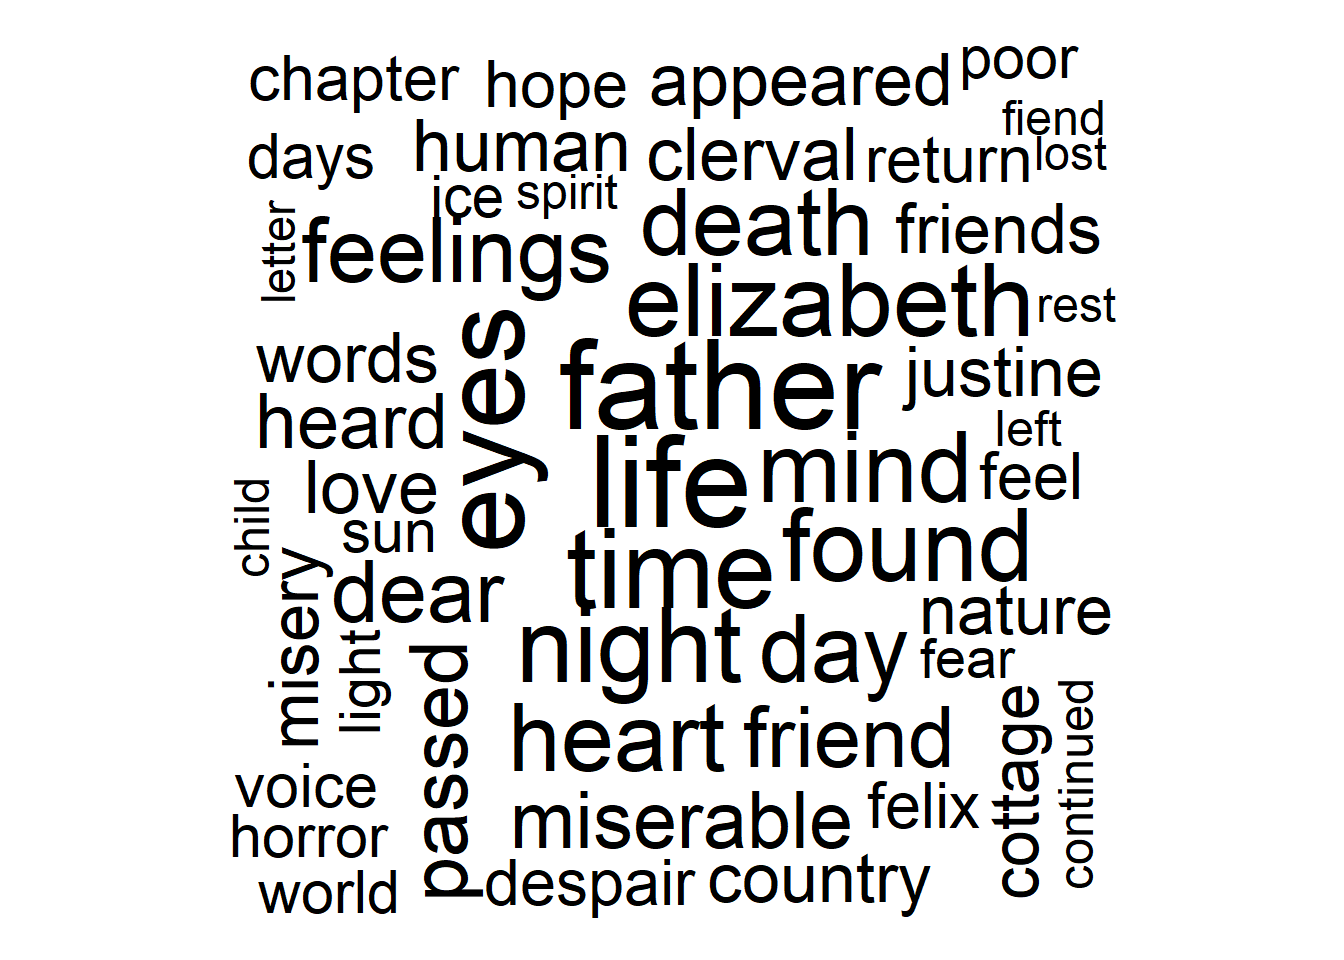 chapter hope appeared poor
fiend
days human clerval return lost
ice spirit
letter feelings death friends
elizabeth rest
words eyes father justine
heard left
love life mind feel
child sun
misery dear time found
nature
light passed night day fear
cottage continued
heart friend
voice miserable felix
horror
world despair country